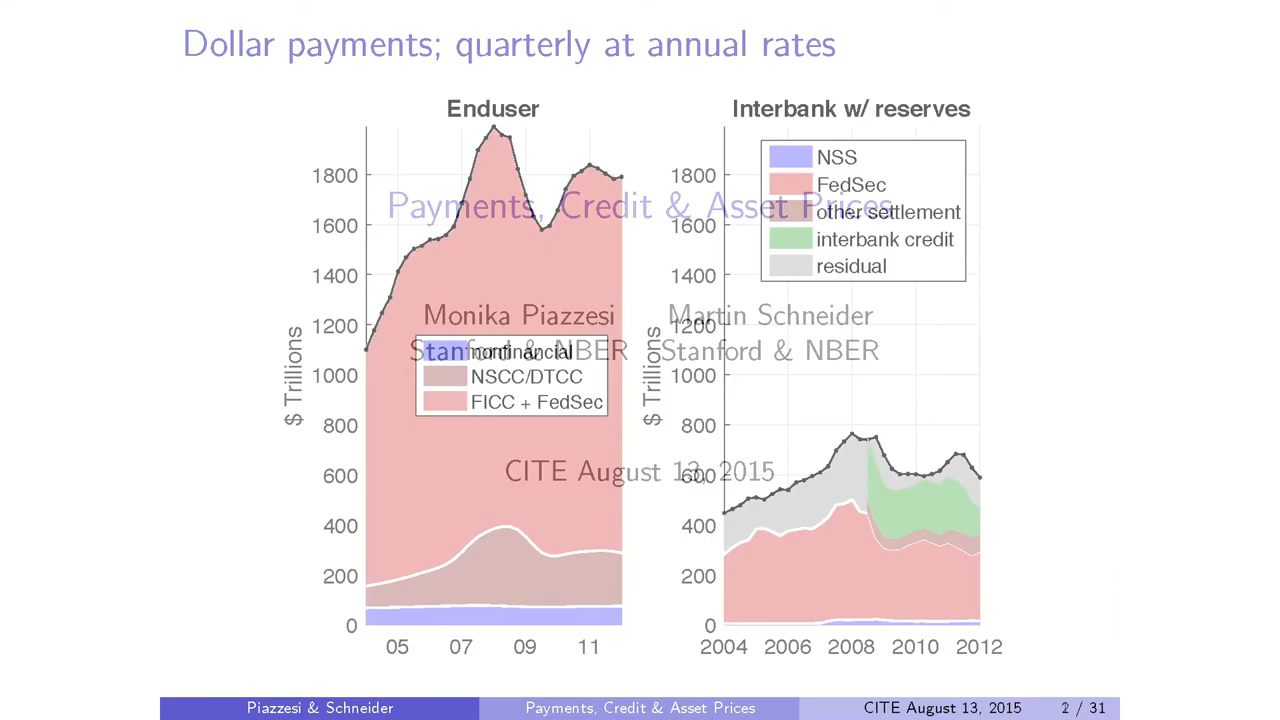 Dollar payments; quarterly at annual rates
Enduser
Interbank w/ reserves
$ Trillions
1800
1600
1400
1200
1000
800
600
400
200
0
05
07
09
11
nonfinancial
NSCC/DTCC
FICC + FedSec
$ Trillions
1800
1600
1400
1200
1000
800
600
400
200
0
2004
2006
2008
2010
2012
NSS
FedSec
other settlement
interbank credit
residual
Payments, Credit & Asset Prices
Monika Piazzesi Martin Schneider
Stanford & NBER Stanford & NBER
CITE August 13, 2015
Piazzesi & Schneider Payments, Credit & Asset Prices CITE August 13, 2015 2 / 31